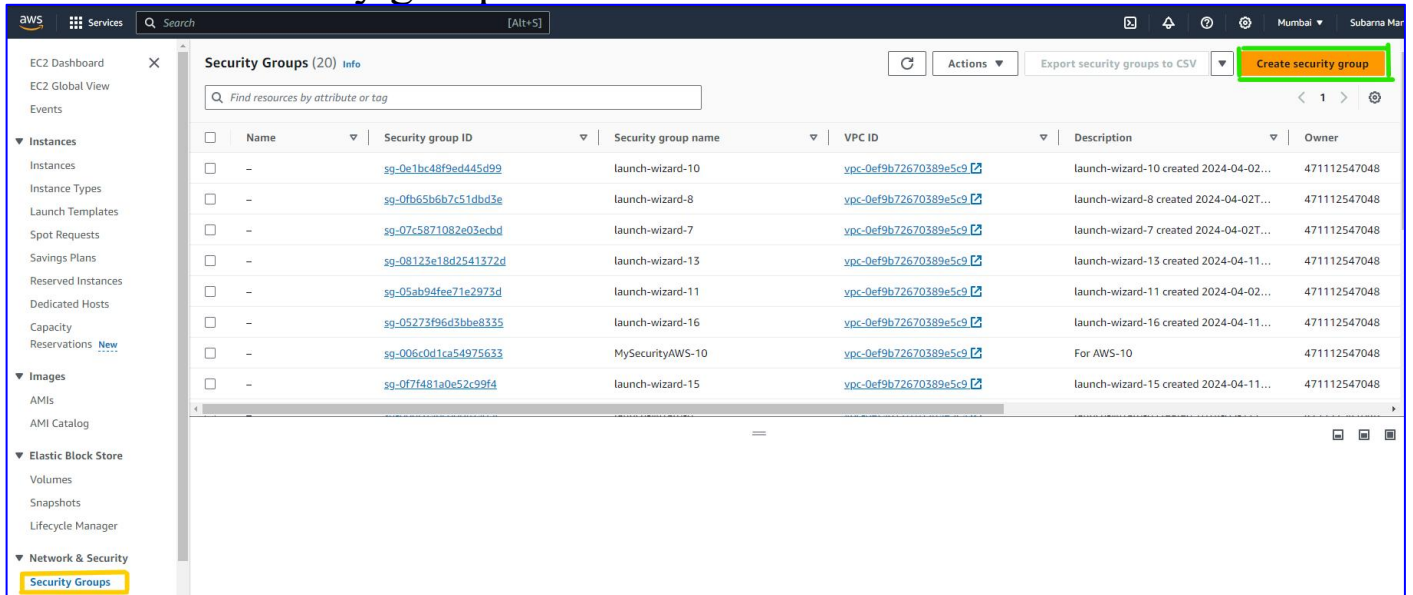 aws Services Search [Alt+S] Mumbai ▼ Subarna Mar
EC2 Dashboard
EC2 Global View
Events
▼ Instances
Instances
Instance Types
Launch Templates
Spot Requests
Savings Plans
Reserved Instances
Dedicated Hosts
Capacity
Reservations New
▼ Images
AMIs
AMI Catalog
▼ Elastic Block Store
Volumes
Snapshots
Lifecycle Manager
▼ Network & Security
Security Groups
Security Groups (20) Info Actions ▼ Export security groups to CSV ▼ Create security group
Find resources by attribute or tag < 1 >
Name Security group ID Security group name VPC ID Description Owner
– sg-0e1bc48f9ed445d99 launch-wizard-10 vpc-0ef9b72670389e5c9 launch-wizard-10 created 2024-04-02... 471112547048
– sg-0fb65b6b7c51dbd3e launch-wizard-8 vpc-0ef9b72670389e5c9 launch-wizard-8 created 2024-04-02T... 471112547048
– sg-07c5871082e03ecbd launch-wizard-7 vpc-0ef9b72670389e5c9 launch-wizard-7 created 2024-04-02T... 471112547048
– sg-08123e18d2541372d launch-wizard-13 vpc-0ef9b72670389e5c9 launch-wizard-13 created 2024-04-11... 471112547048
– sg-05ab94fee71e2973d launch-wizard-11 vpc-0ef9b72670389e5c9 launch-wizard-11 created 2024-04-02... 471112547048
– sg-05273f96d3bbe8335 launch-wizard-16 vpc-0ef9b72670389e5c9 launch-wizard-16 created 2024-04-11... 471112547048
– sg-006c0d1ca54975633 MySecurityAWS-10 vpc-0ef9b72670389e5c9 For AWS-10 471112547048
– sg-0f7f481a0e52c99f4 launch-wizard-15 vpc-0ef9b72670389e5c9 launch-wizard-15 created 2024-04-11... 471112547048